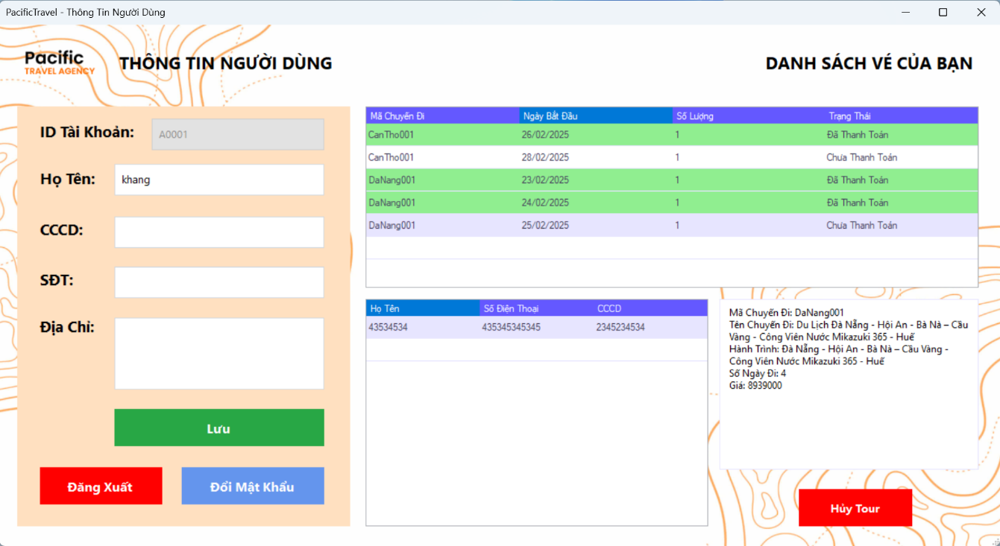 PacificTravel - Thông Tin Người Dùng
Pacific
TRAVEL AGENCY
THÔNG TIN NGƯỜI DÙNG
DANH SÁCH VÉ CỦA BẠN
ID Tài Khoản: A0001
Họ Tên: khang
CCCD:
SĐT:
Địa Chỉ:
Lưu
Đăng Xuất Đổi Mật Khẩu
Mã Chuyến Đi Ngày Bắt Đầu Số Lượng Trạng Thái
CanTho001 26/02/2025 1 Đã Thanh Toán
CanTho001 28/02/2025 1 Chưa Thanh Toán
DaNang001 23/02/2025 1 Đã Thanh Toán
DaNang001 24/02/2025 1 Đã Thanh Toán
DaNang001 25/02/2025 1 Chưa Thanh Toán
Họ Tên Số Điện Thoại CCCD
43534534 435345345345 2345234534
Mã Chuyến Đi: DaNang001
Tên Chuyến Đi: Du Lịch Đà Nẵng - Hội An - Bà Nà – Cầu
Vàng - Công Viên Nước Mikazuki 365 - Huế
Hành Trình: Đà Nẵng - Hội An - Bà Nà – Cầu Vàng -
Công Viên Nước Mikazuki 365 - Huế
Số Ngày Đi: 4
Giá: 8939000
Hủy Tour